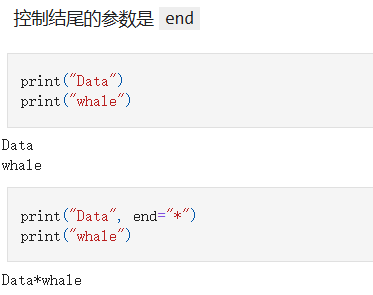 控制结尾的参数是 end
print("Data")
print("whale")
Data
whale
print("Data", end="*")
print("whale")
Data*whale